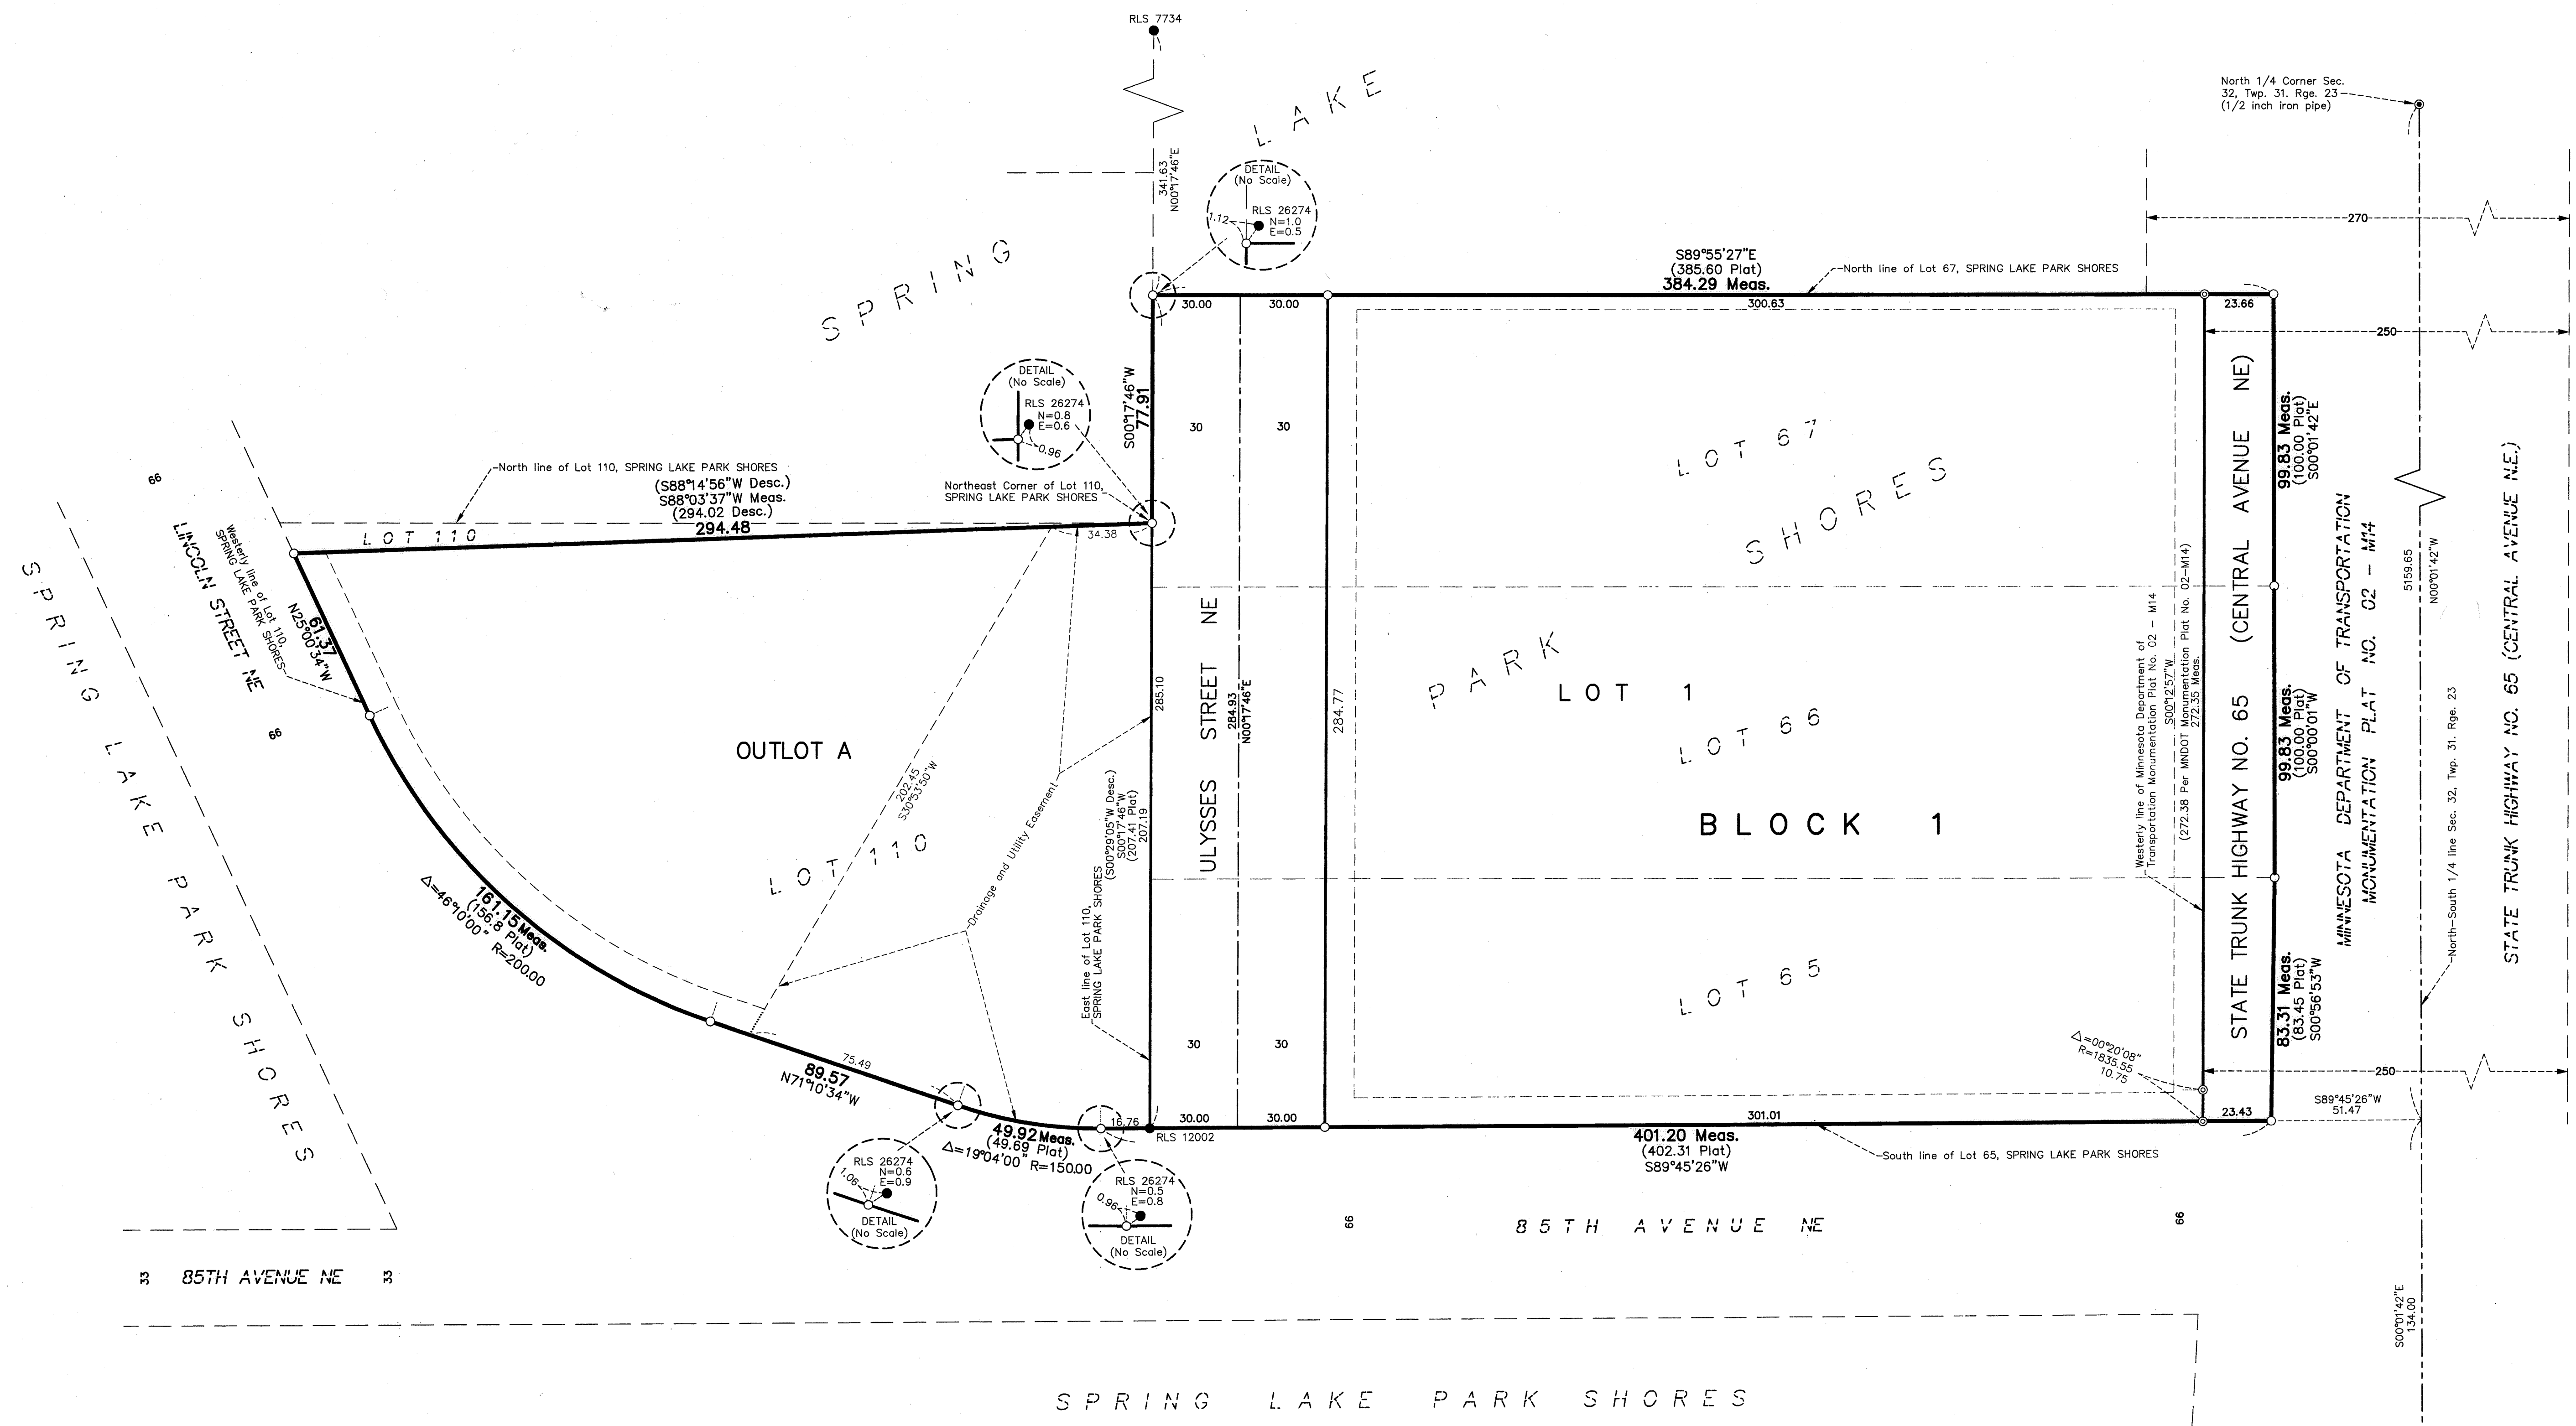 RLS 7734
341.63
N00°17'46"E
SPRING LAKE
DETAIL
(No Scale)
RLS 26274
N=1.0
E=0.5
1.12
North 1/4 Corner Sec.
32, Twp. 31. Rge. 23
(1/2 inch iron pipe)
270
S89°55'27"E
(385.60 Plat)
384.29 Meas.
North line of Lot 67, SPRING LAKE PARK SHORES
30.00
30.00
300.63
23.66
250
DETAIL
(No Scale)
RLS 26274
N=0.8
E=0.6
0.96
S00°17'46"W
77.91
30
30
North line of Lot 110, SPRING LAKE PARK SHORES
(S88°14'56"W Desc.)
S88°03'37"W Meas.
(294.02 Desc.)
294.48
Northeast Corner of Lot 110,
SPRING LAKE PARK SHORES
LOT 110
34.38
66
LINCOLN STREET NE
66
Westerly line of Lot 110,
SPRING LAKE PARK SHORES
61.37
N25°00'34"W
SPRING LAKE PARK SHORES
OUTLOT A
202.45
S30°53'50"W
LOT 110
Drainage and Utility Easement
285.10
(S00°29'05"W Desc.)
S00°17'46"W
(207.41 Plat)
207.19
East line of Lot 110,
SPRING LAKE PARK SHORES
ULYSSES STREET NE
284.93
N00°17'46"E
284.77
LOT 67
PARK SHORES
LOT 1
LOT 66
BLOCK 1
LOT 65
Westerly line of Minnesota Department of
Transportation Monumentation Plat No. 02 - M14
S00°12'57"W
(272.38 Per MNDOT Monumentation Plat No. 02-M14)
272.35 Meas.
STATE TRUNK HIGHWAY NO. 65 (CENTRAL AVENUE NE)
99.83 Meas.
(100.00 Plat)
S00°01'42"E
99.83 Meas.
(100.00 Plat)
S00°00'01"W
83.31 Meas.
(83.45 Plat)
S00°56'53"W
MINNESOTA DEPARTMENT OF TRANSPORTATION
MONUMENTATION PLAT NO. 02 - M14
5159.65
N00°01'42"W
North-South 1/4 line Sec. 32, Twp. 31. Rge. 23
STATE TRUNK HIGHWAY NO. 65 (CENTRAL AVENUE N.E.)
161.15 Meas.
(156.8 Plat)
Δ=46°10'00" R=200.00
75.49
89.57
N71°10'34"W
30
30
Δ=00°20'08"
R=1835.55
10.75
250
S89°45'26"W
51.47
16.76
30.00
30.00
301.01
23.43
RLS 12002
49.92 Meas.
(49.69 Plat)
Δ=19°04'00" R=150.00
401.20 Meas.
(402.31 Plat)
S89°45'26"W
South line of Lot 65, SPRING LAKE PARK SHORES
RLS 26274
N=0.6
E=0.9
1.06
DETAIL
(No Scale)
RLS 26274
N=0.5
E=0.8
0.96
DETAIL
(No Scale)
66
85TH AVENUE NE
66
33
85TH AVENUE NE
33
S00°01'42"E
134.00
SPRING LAKE PARK SHORES